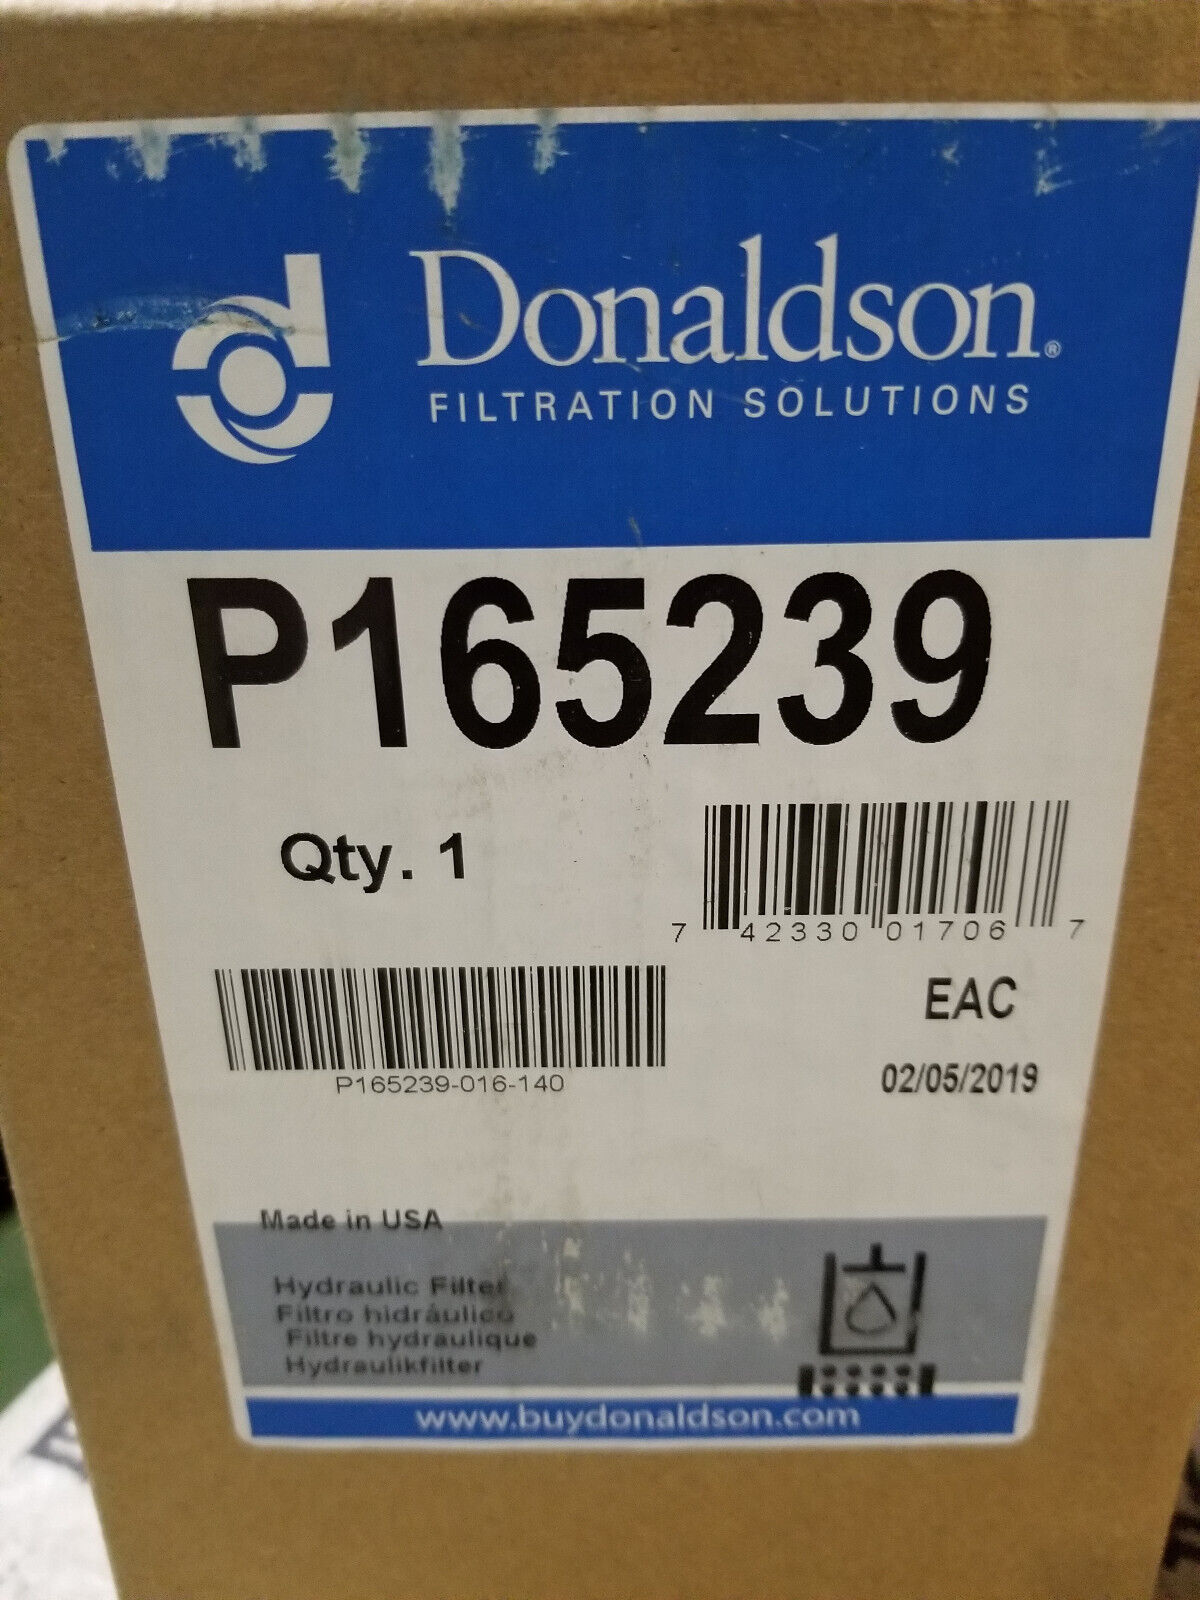 Donaldson®
FILTRATION SOLUTIONS
P165239
Qty. 1
7 42330 01706 7
P165239-016-140
EAC
02/05/2019
Made in USA
Hydraulic Filter
Filtro hidráulico
Filtre hydraulique
Hydraulikfilter
www.buydonaldson.com